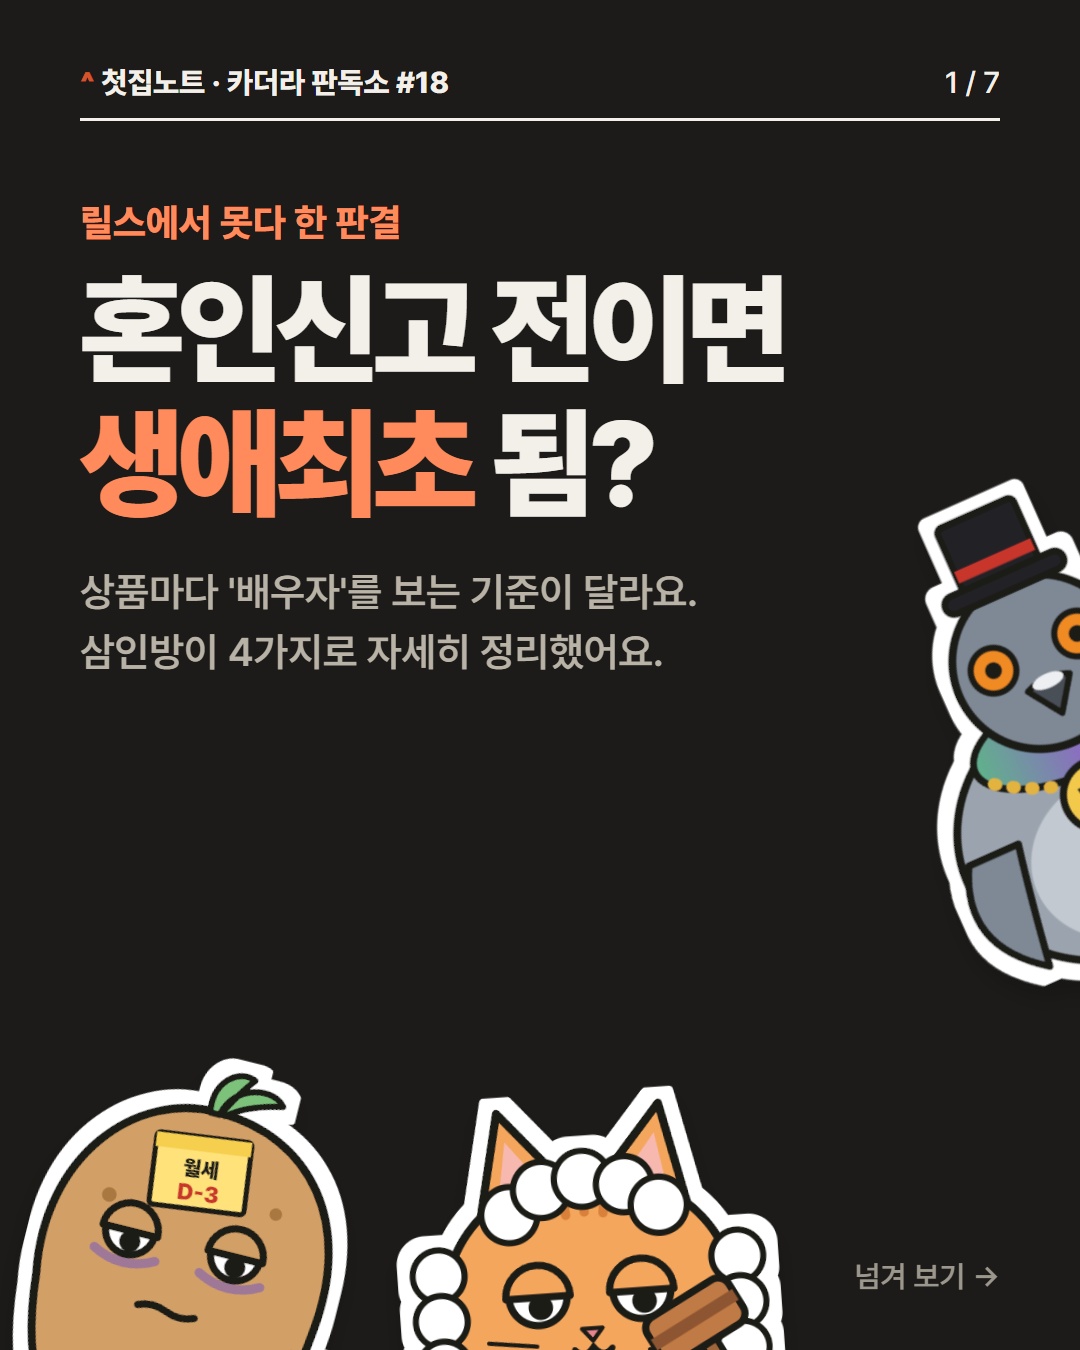 ^ 첫집노트 · 카더라 판독소 #18
1 / 7
릴스에서 못다 한 판결
혼인신고 전이면
생애최초 됨?
상품마다 '배우자'를 보는 기준이 달라요.
삼인방이 4가지로 자세히 정리했어요.
월세
D-3
넘겨 보기 →